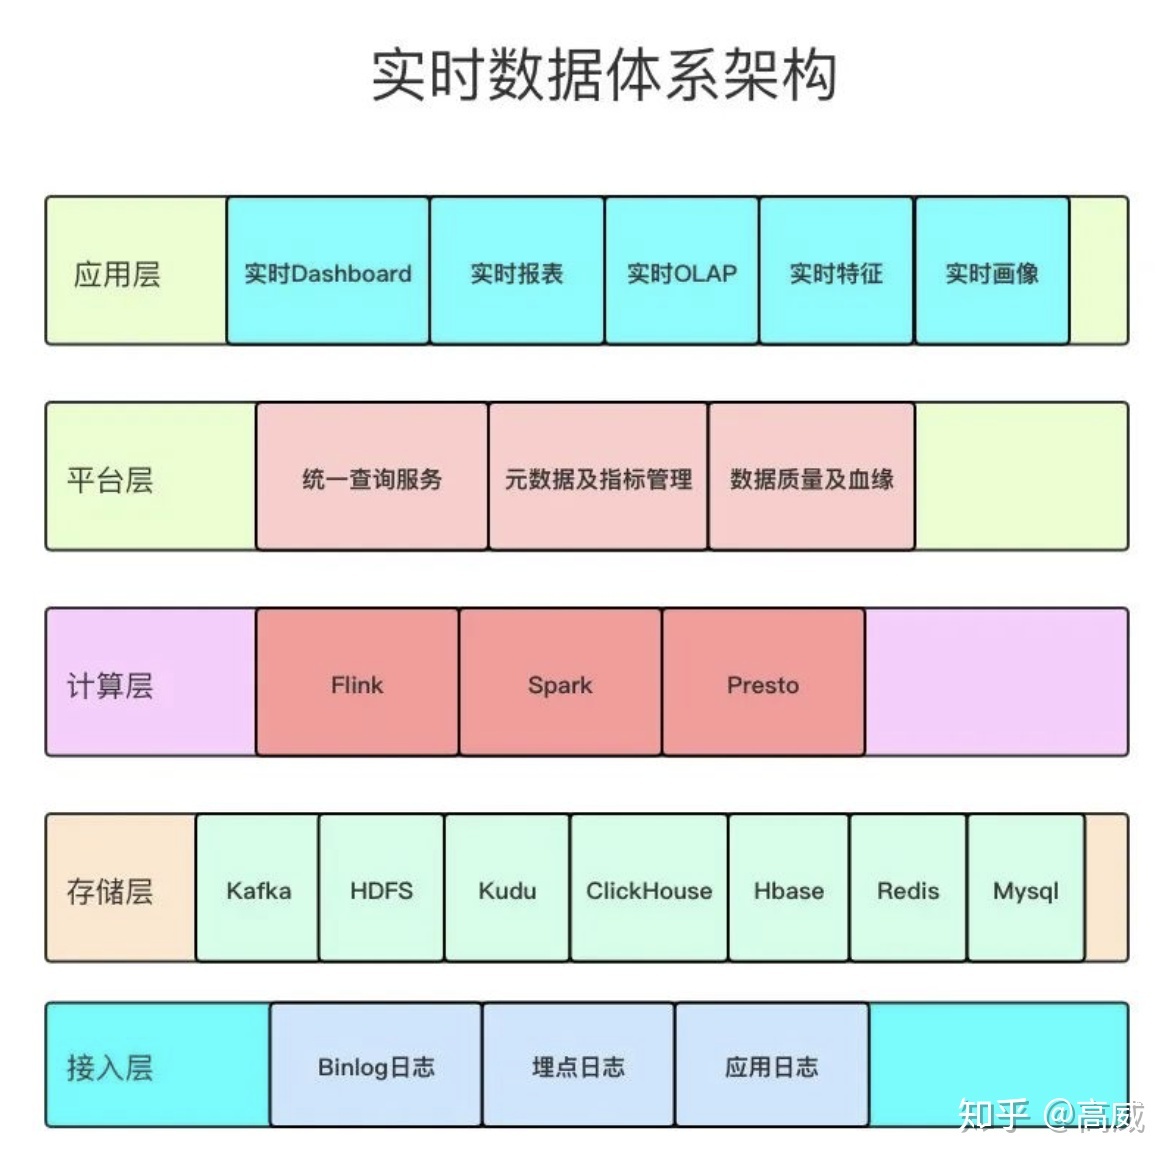 实时数据体系架构
应用层 实时Dashboard 实时报表 实时OLAP 实时特征 实时画像
平台层 统一查询服务 元数据及指标管理 数据质量及血缘
计算层 Flink Spark Presto
存储层 Kafka HDFS Kudu ClickHouse Hbase Redis Mysql
接入层 Binlog日志 埋点日志 应用日志
知乎 @高威